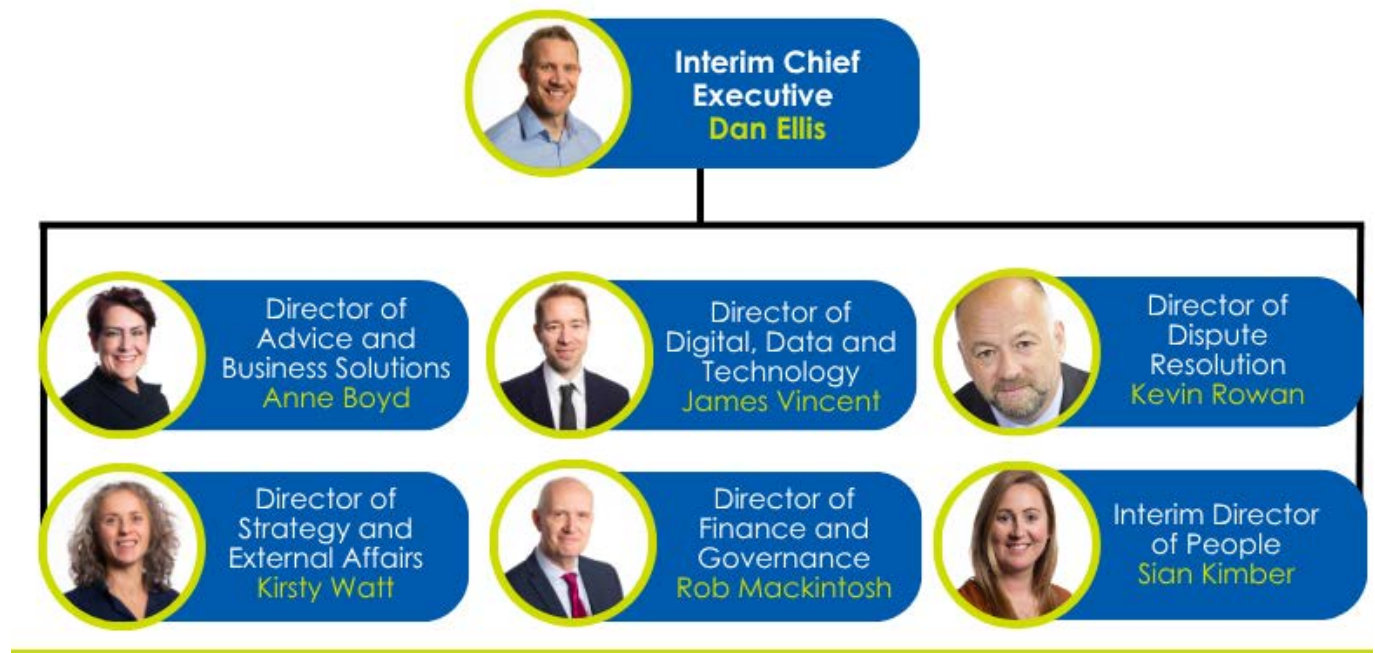 Interim Chief
Executive
Dan Ellis
Director of
Advice and
Business Solutions
Anne Boyd
Director of
Digital, Data and
Technology
James Vincent
Director of
Dispute
Resolution
Kevin Rowan
Director of
Strategy and
External Affairs
Kirsty Watt
Director of
Finance and
Governance
Rob Mackintosh
Interim Director
of People
Sian Kimber